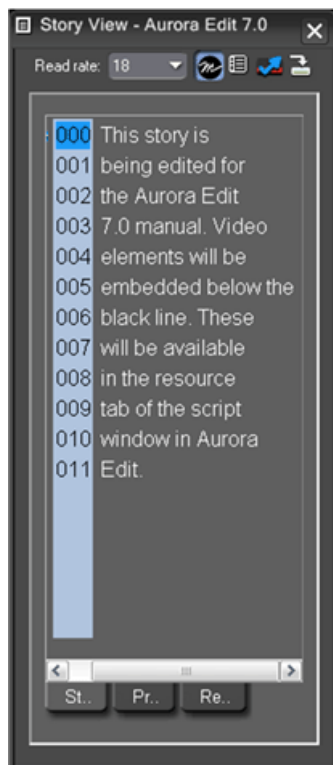 Story View - Aurora Edit 7.0
Read rate: 18
000 This story is
001 being edited for
002 the Aurora Edit
003 7.0 manual. Video
004 elements will be
005 embedded below the
006 black line. These
007 will be available
008 in the resource
009 tab of the script
010 window in Aurora
011 Edit.
St.. Pr.. Re..